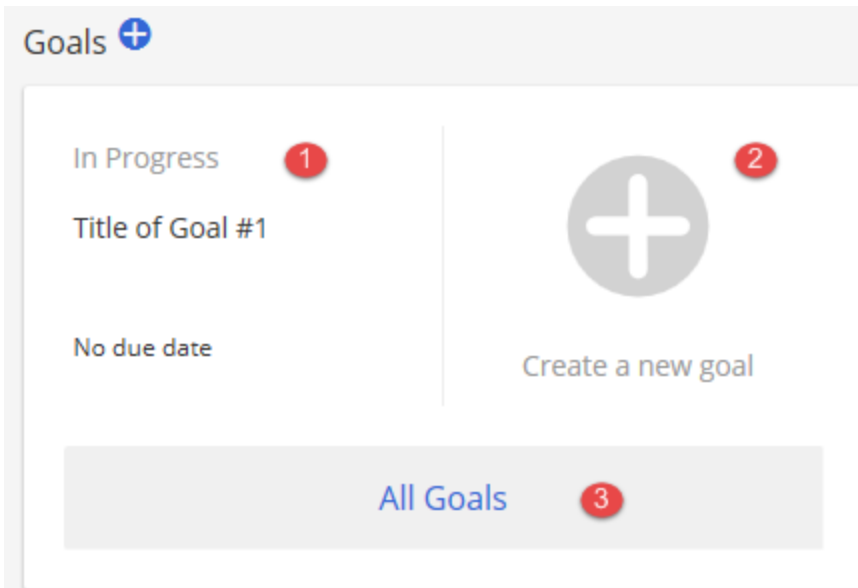 Goals
In Progress 1
Title of Goal #1
No due date
2
Create a new goal
All Goals 3